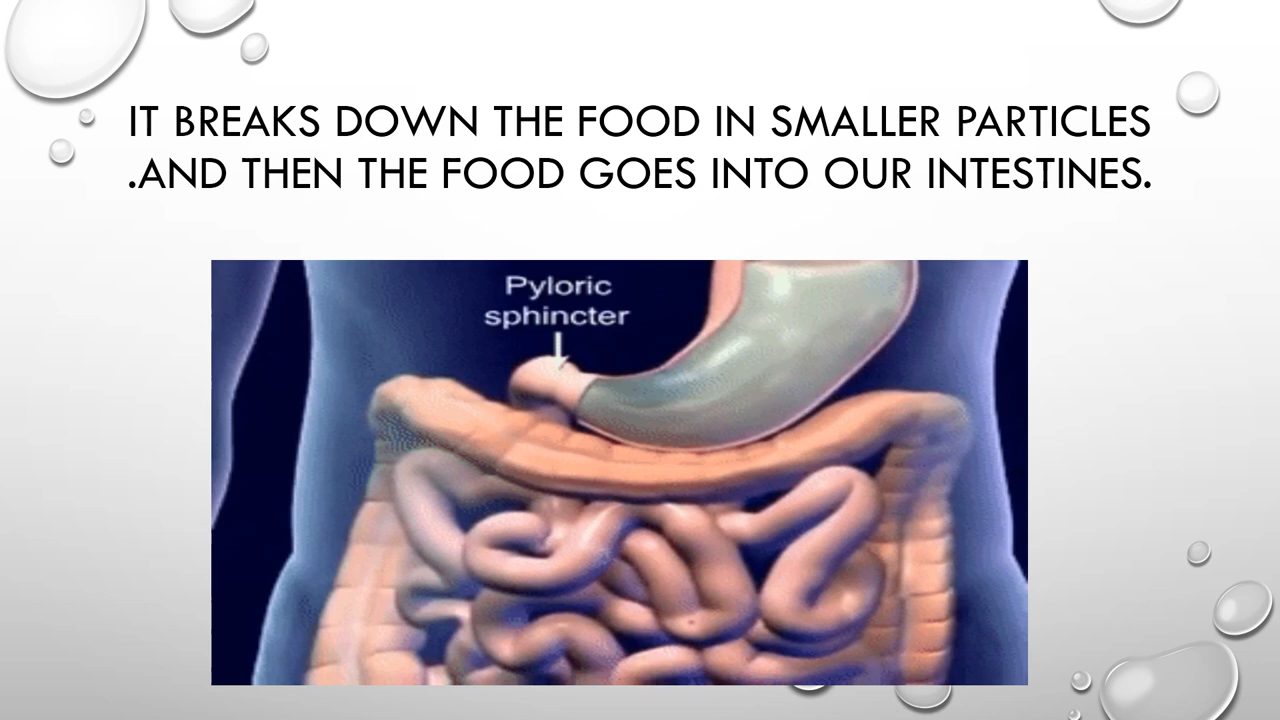 IT BREAKS DOWN THE FOOD IN SMALLER PARTICLES
.AND THEN THE FOOD GOES INTO OUR INTESTINES.
Pyloric
sphincter